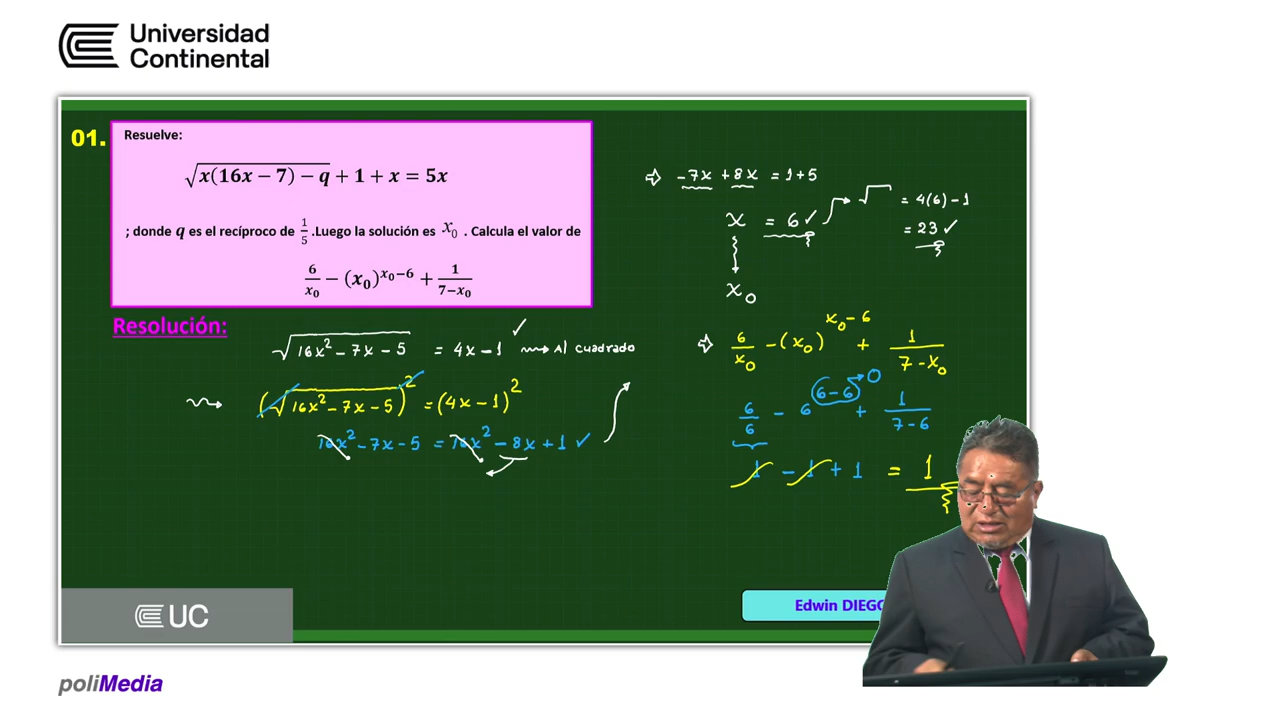 Universidad
Continental
01.
Resuelve:
√x(16x − 7) − q + 1 + x = 5x
; donde q es el recíproco de 1/5 .Luego la solución es x₀ . Calcula el valor de
6/x₀ − (x₀)^(x₀−6) + 1/(7−x₀)
Resolución:
√16x² − 7x − 5 = 4x − 1 ✓ Al cuadrado
(√16x² − 7x − 5)² = (4x − 1)²
16x² − 7x − 5 = 16x² − 8x + 1 ✓
⇒ −7x + 8x = 1 + 5
x = 6 ✓
√ = 4(6) − 1
= 23 ✓
x₀
⇒ 6/x₀ − (x₀)^(x₀−6) + 1/(7 − x₀)
6/6 − 6^(6−6) → 0 + 1/(7 − 6)
1 − 1 + 1 = 1
Edwin DIEGO
UC
poliMedia